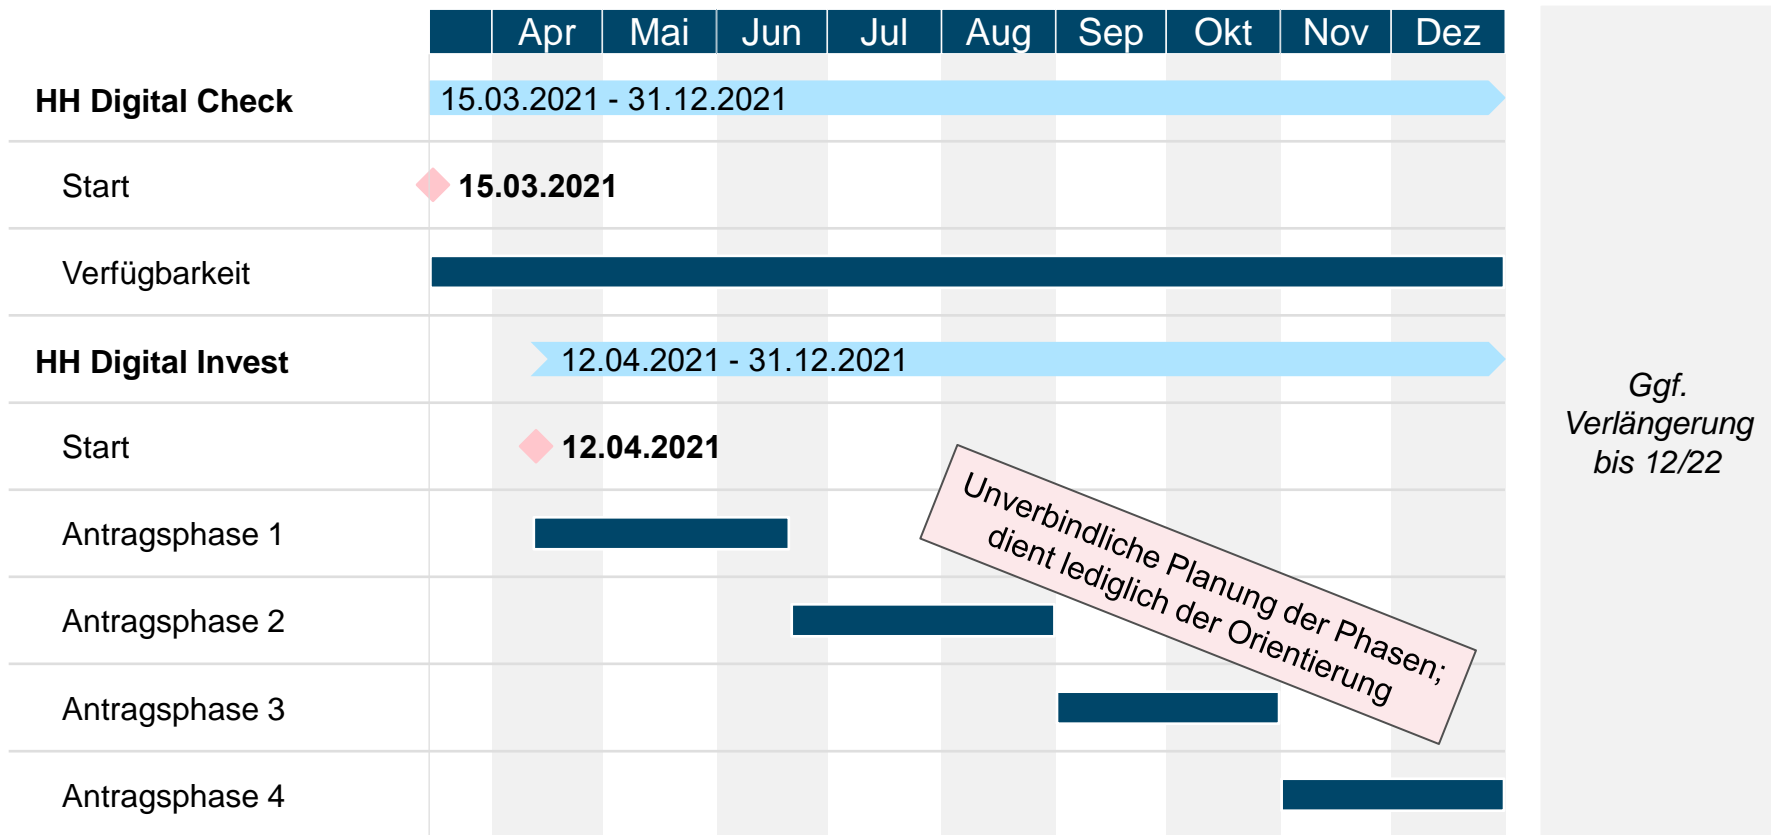 Apr Mai Jun Jul Aug Sep Okt Nov Dez
HH Digital Check
15.03.2021 - 31.12.2021
Start
15.03.2021
Verfügbarkeit
HH Digital Invest
12.04.2021 - 31.12.2021
Start
12.04.2021
Antragsphase 1
Antragsphase 2
Antragsphase 3
Antragsphase 4
Unverbindliche Planung der Phasen;
dient lediglich der Orientierung
Ggf.
Verlängerung
bis 12/22